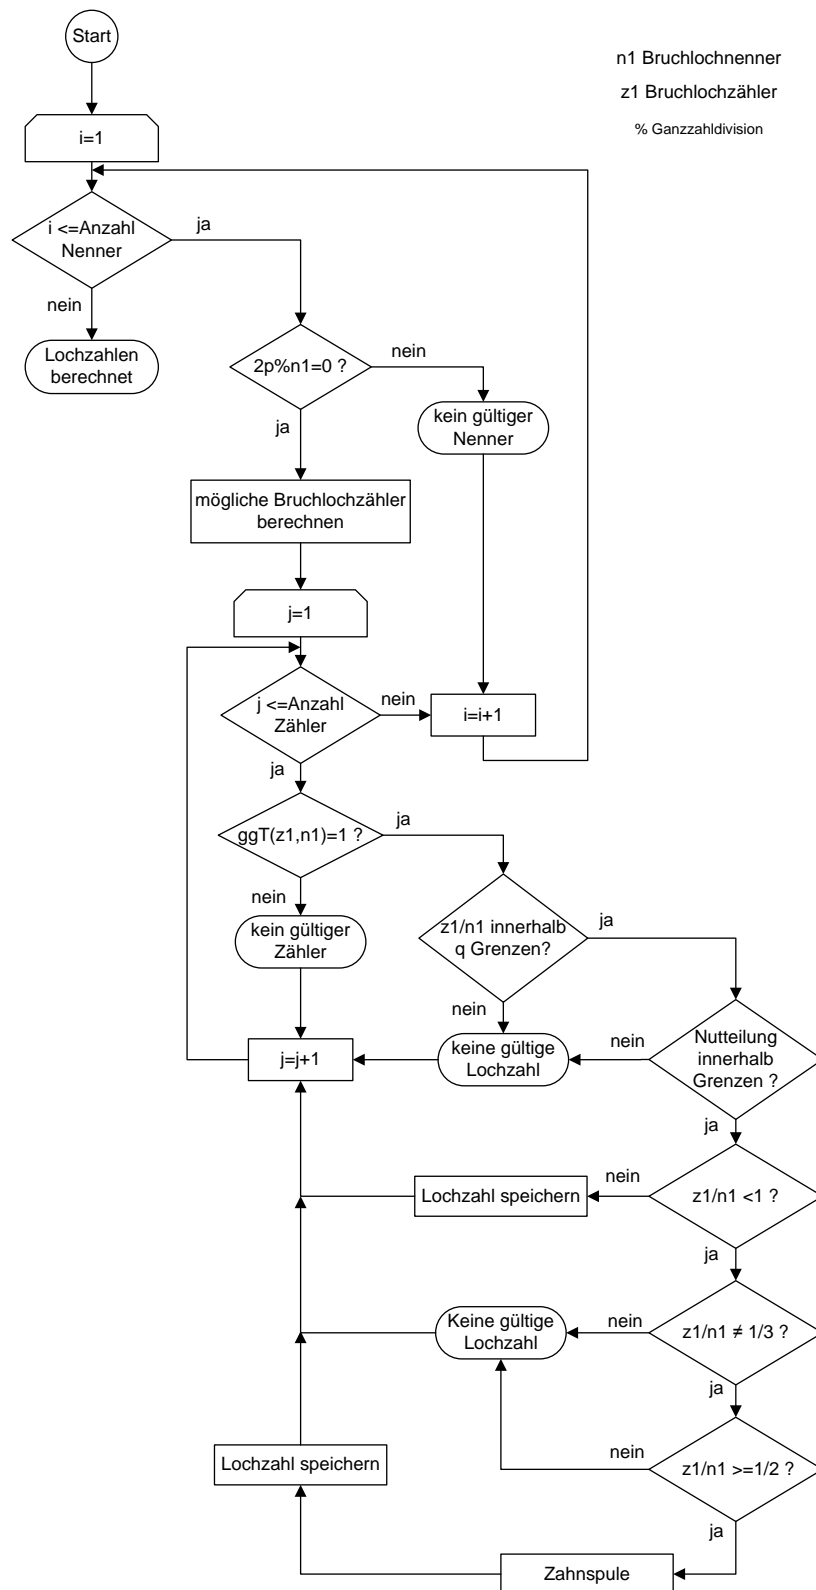 Start
n1 Bruchlochnenner
z1 Bruchlochzähler
% Ganzzahldivision
i=1
i <=Anzahl
Nenner
ja
nein
Lochzahlen
berechnet
2p%n1=0 ?
nein
ja
kein gültiger
Nenner
mögliche Bruchlochzähler
berechnen
j=1
j <=Anzahl
Zähler
nein
i=i+1
ja
ggT(z1,n1)=1 ?
ja
nein
kein gültiger
Zähler
z1/n1 innerhalb
q Grenzen?
ja
nein
j=j+1
keine gültige
Lochzahl
nein
Nutteilung
innerhalb
Grenzen ?
ja
Lochzahl speichern
nein
z1/n1 <1 ?
ja
Keine gültige
Lochzahl
nein
z1/n1 ≠ 1/3 ?
ja
Lochzahl speichern
nein
z1/n1 >=1/2 ?
ja
Zahnspule